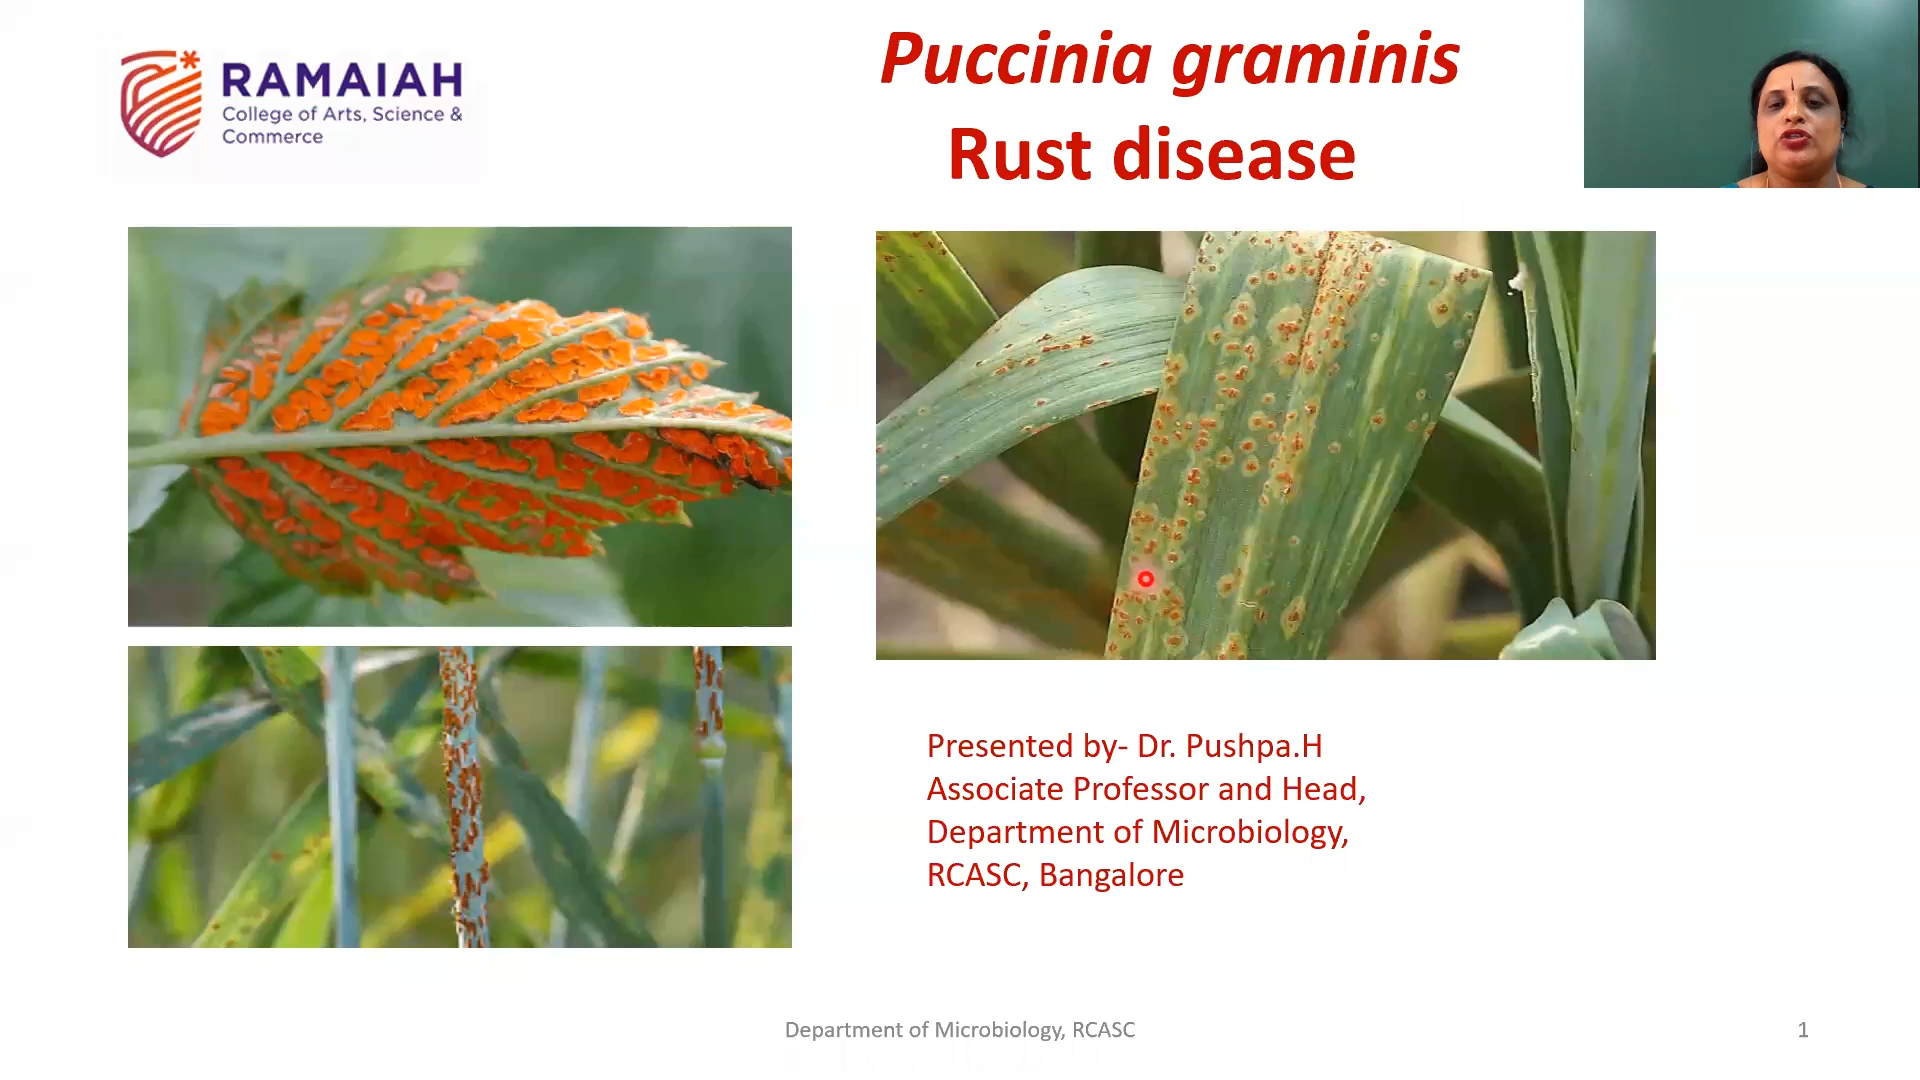 RAMAIAH
College of Arts, Science &
Commerce
Puccinia graminis
Rust disease
Presented by- Dr. Pushpa.H
Associate Professor and Head,
Department of Microbiology,
RCASC, Bangalore
Department of Microbiology, RCASC
1